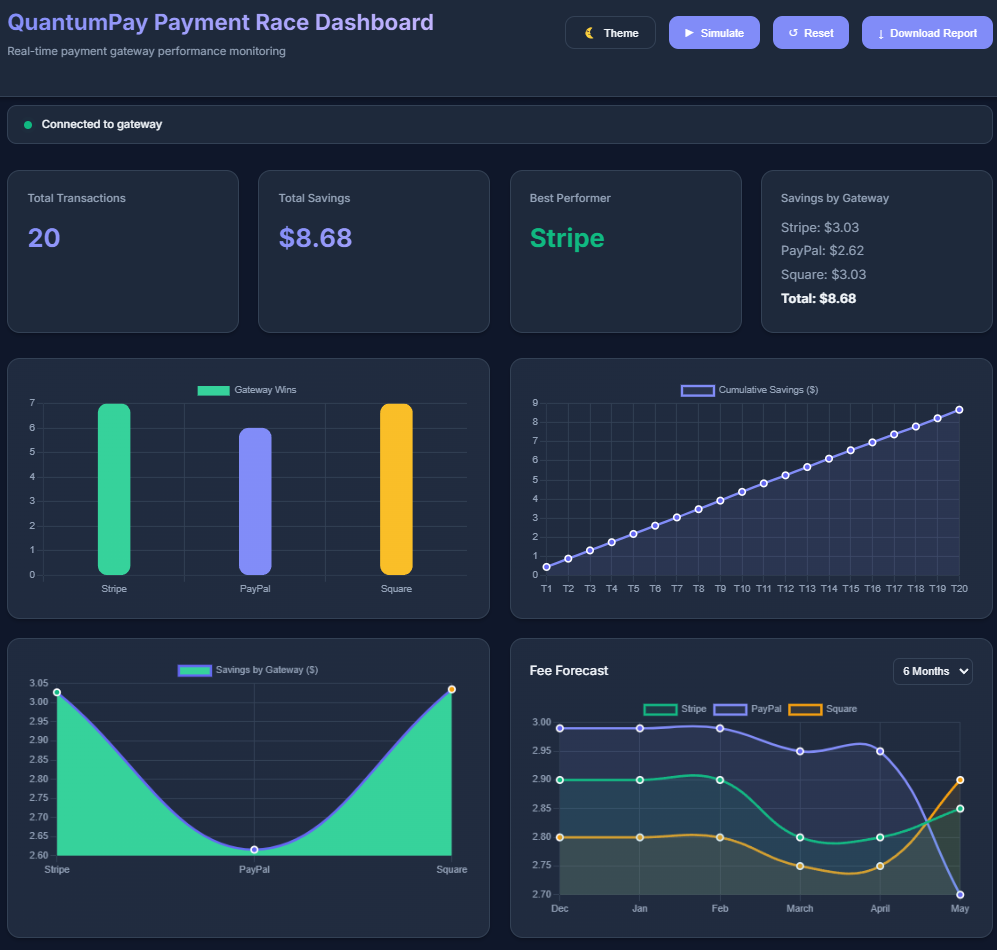 QuantumPay Payment Race Dashboard
Real-time payment gateway performance monitoring
Theme
▶ Simulate
↺ Reset
↓ Download Report
Connected to gateway
Total Transactions
20
Total Savings
$8.68
Best Performer
Stripe
Savings by Gateway
Stripe: $3.03
PayPal: $2.62
Square: $3.03
Total: $8.68
Gateway Wins
7
6
5
4
3
2
1
0
Stripe PayPal Square
Cumulative Savings ($)
9
8
7
6
5
4
3
2
1
0
T1 T2 T3 T4 T5 T6 T7 T8 T9 T10 T11 T12 T13 T14 T15 T16 T17 T18 T19 T20
Savings by Gateway ($)
3.05
3.00
2.95
2.90
2.85
2.80
2.75
2.70
2.65
2.60
Stripe PayPal Square
Fee Forecast
6 Months
Stripe PayPal Square
3.00
2.95
2.90
2.85
2.80
2.75
2.70
Dec Jan Feb March April May